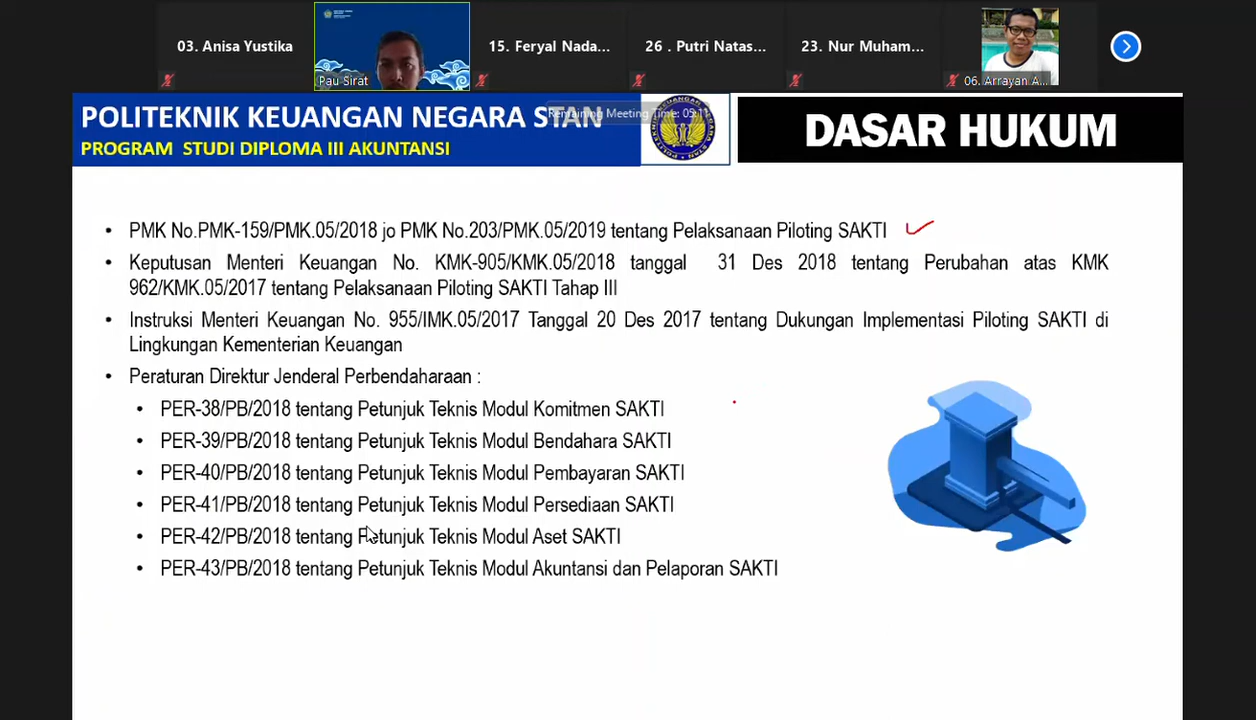 03. Anisa Yustika
Pau Sirat
15. Feryal Nada...
26 . Putri Natas...
23. Nur Muham...
06. Arrayan A...
POLITEKNIK KEUANGAN NEGARA STAN
PROGRAM STUDI DIPLOMA III AKUNTANSI
Remaining Meeting Time:
DASAR HUKUM
• PMK No.PMK-159/PMK.05/2018 jo PMK No.203/PMK.05/2019 tentang Pelaksanaan Piloting SAKTI
• Keputusan Menteri Keuangan No. KMK-905/KMK.05/2018 tanggal 31 Des 2018 tentang Perubahan atas KMK
962/KMK.05/2017 tentang Pelaksanaan Piloting SAKTI Tahap III
• Instruksi Menteri Keuangan No. 955/IMK.05/2017 Tanggal 20 Des 2017 tentang Dukungan Implementasi Piloting SAKTI di
Lingkungan Kementerian Keuangan
• Peraturan Direktur Jenderal Perbendaharaan :
• PER-38/PB/2018 tentang Petunjuk Teknis Modul Komitmen SAKTI
• PER-39/PB/2018 tentang Petunjuk Teknis Modul Bendahara SAKTI
• PER-40/PB/2018 tentang Petunjuk Teknis Modul Pembayaran SAKTI
• PER-41/PB/2018 tentang Petunjuk Teknis Modul Persediaan SAKTI
• PER-42/PB/2018 tentang Petunjuk Teknis Modul Aset SAKTI
• PER-43/PB/2018 tentang Petunjuk Teknis Modul Akuntansi dan Pelaporan SAKTI